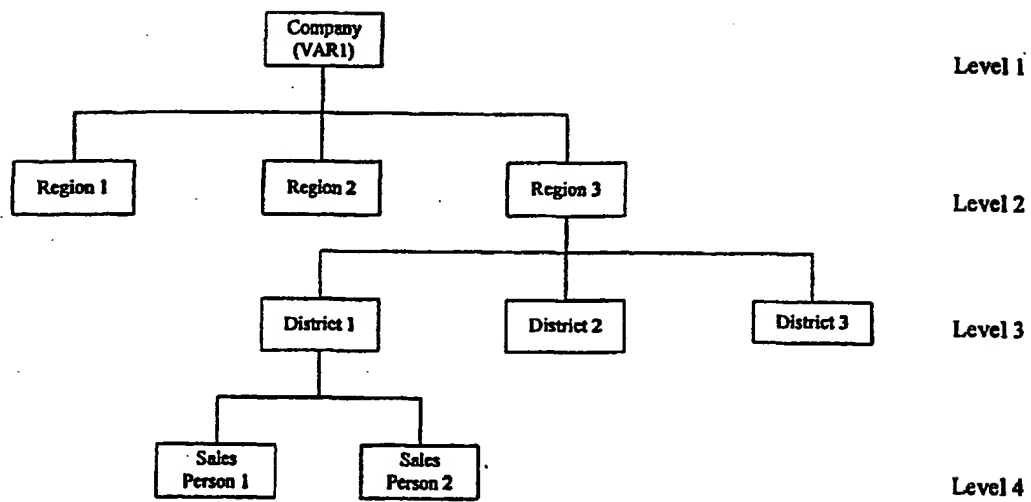 Company
(VAR1)
Level 1
Region 1
Region 2
Region 3
Level 2
District 1
District 2
District 3
Level 3
Sales
Person 1
Sales
Person 2
Level 4